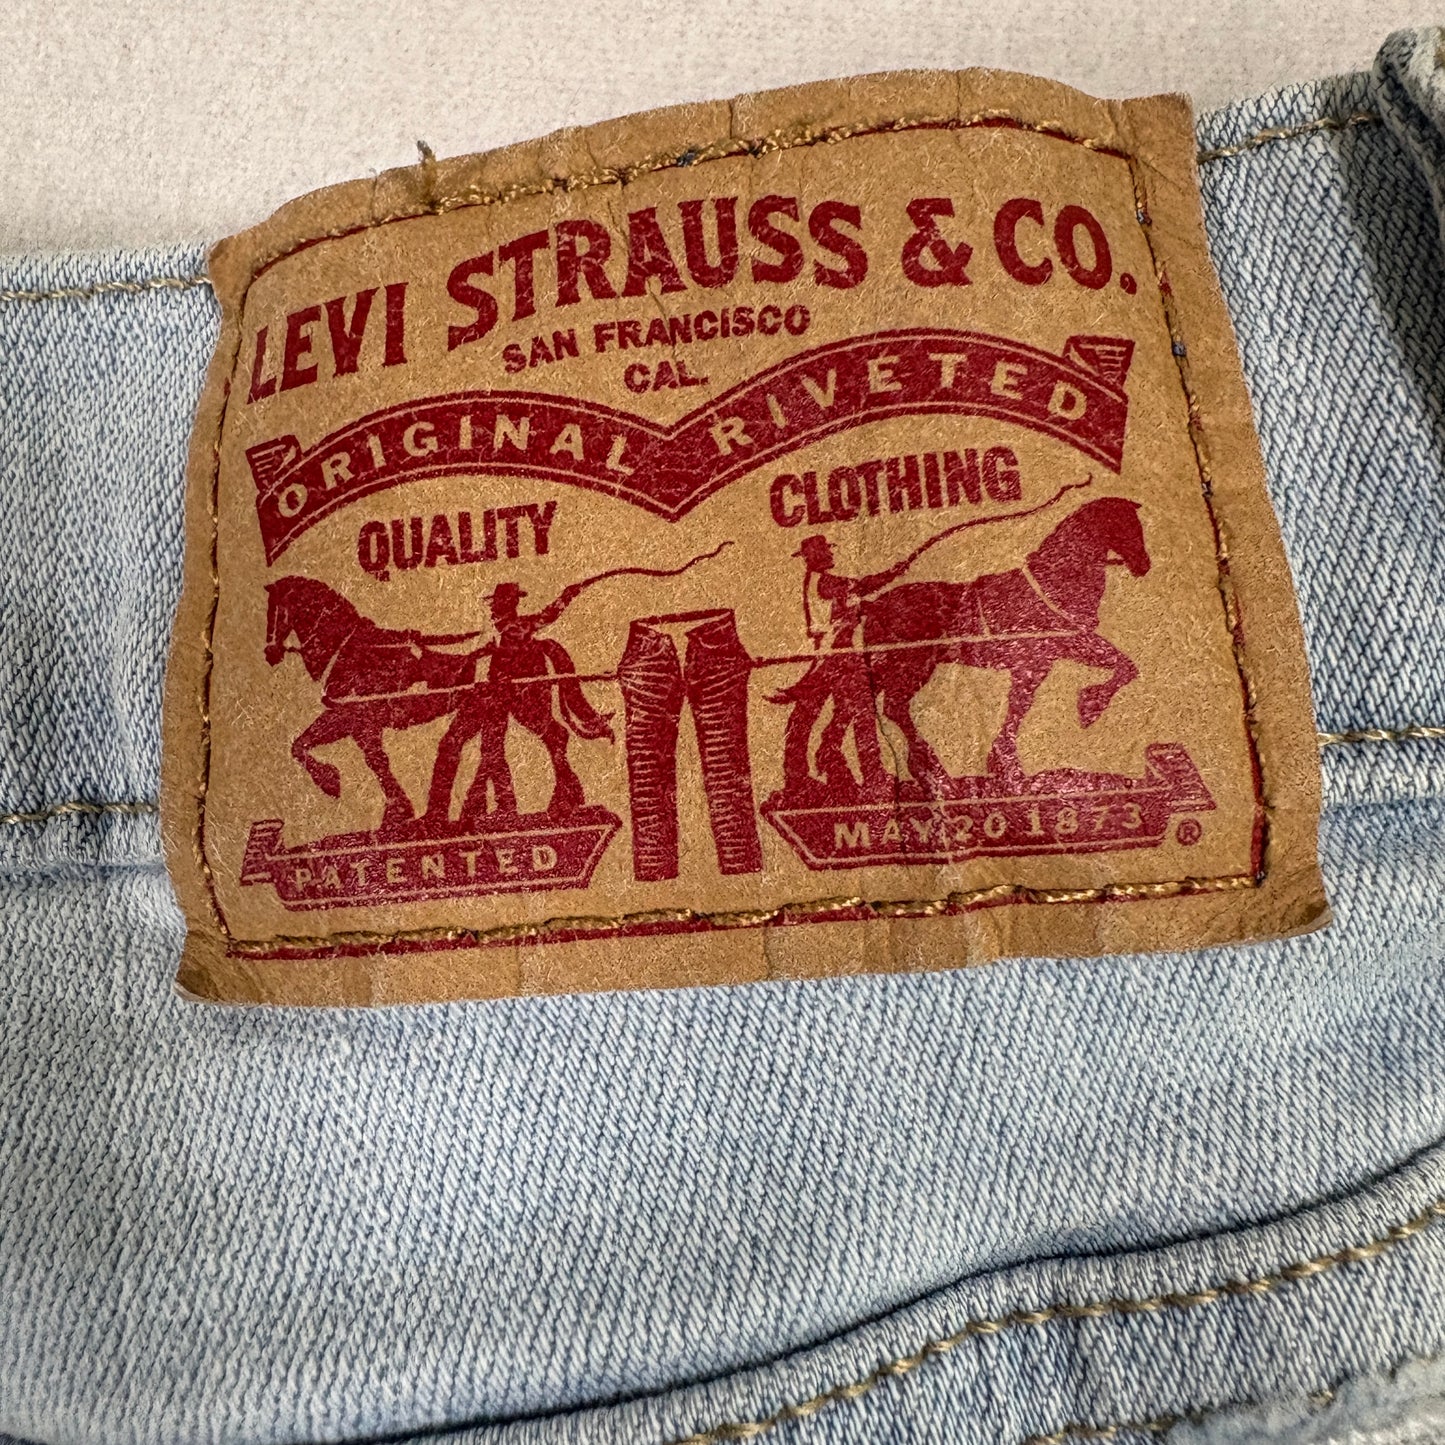 LEVI STRAUSS & CO.
SAN FRANCISCO
CAL.
ORIGINAL RIVETED
QUALITY CLOTHING
PATENTED
MAY 20 1873 ®